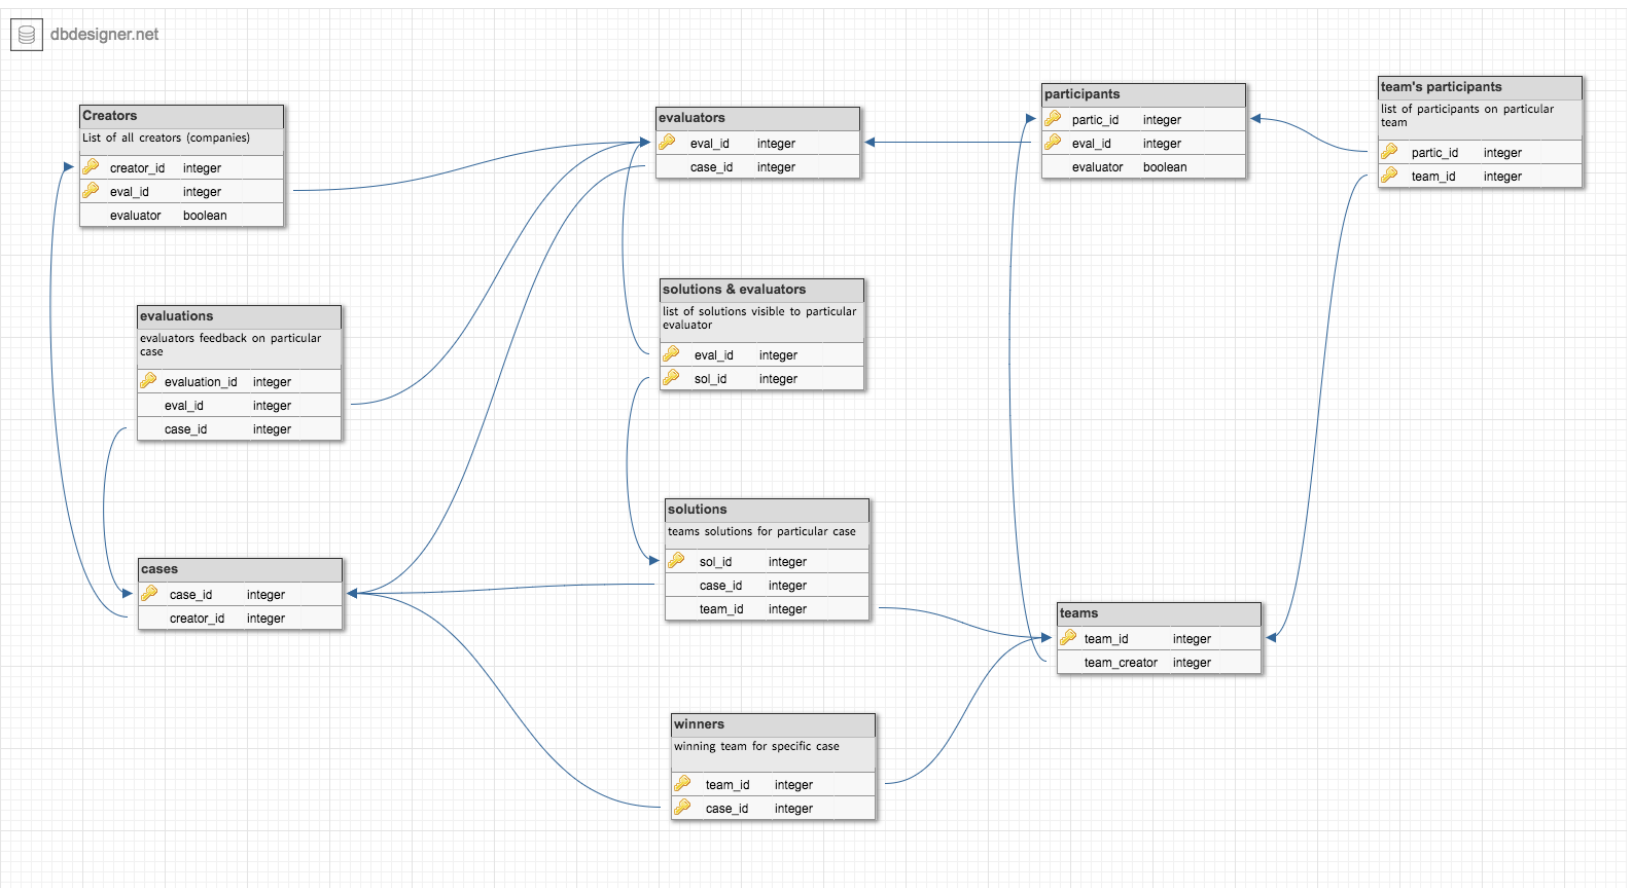 dbdesigner.net
Creators
List of all creators (companies)
creator_id integer
eval_id integer
evaluator boolean
evaluators
eval_id integer
case_id integer
participants
partic_id integer
eval_id integer
evaluator boolean
team's participants
list of participants on particular
team
partic_id integer
team_id integer
evaluations
evaluators feedback on particular
case
evaluation_id integer
eval_id integer
case_id integer
solutions & evaluators
list of solutions visible to particular
evaluator
eval_id integer
sol_id integer
cases
case_id integer
creator_id integer
solutions
teams solutions for particular case
sol_id integer
case_id integer
team_id integer
teams
team_id integer
team_creator integer
winners
winning team for specific case
team_id integer
case_id integer